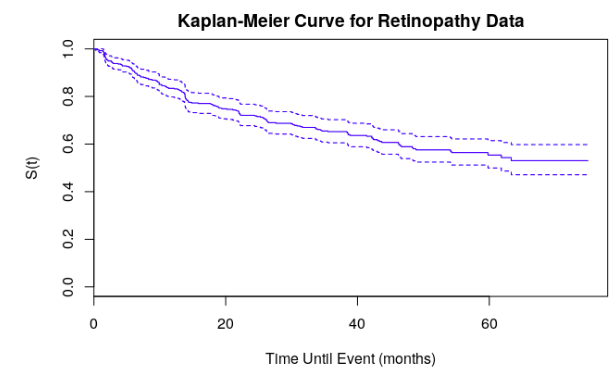 Kaplan-Meier Curve for Retinopathy Data
S(t)
1.0
0.8
0.6
0.4
0.2
0.0
0 20 40 60
Time Until Event (months)